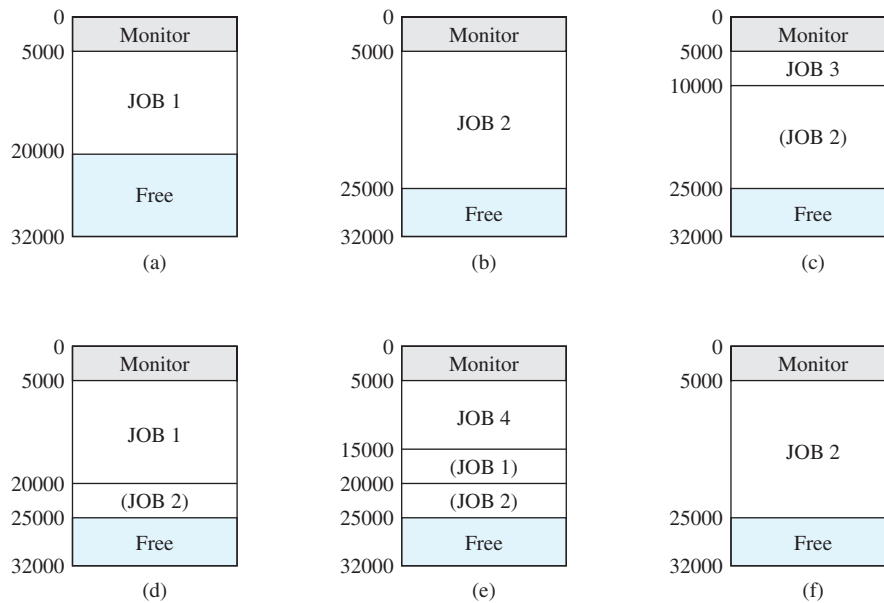 0
Monitor
5000
JOB 1
20000
Free
32000
(a)
0
Monitor
5000
JOB 2
25000
Free
32000
(b)
0
Monitor
5000
JOB 3
10000
(JOB 2)
25000
Free
32000
(c)
0
Monitor
5000
JOB 1
20000
(JOB 2)
25000
Free
32000
(d)
0
Monitor
5000
JOB 4
15000
(JOB 1)
20000
(JOB 2)
25000
Free
32000
(e)
0
Monitor
5000
JOB 2
25000
Free
32000
(f)